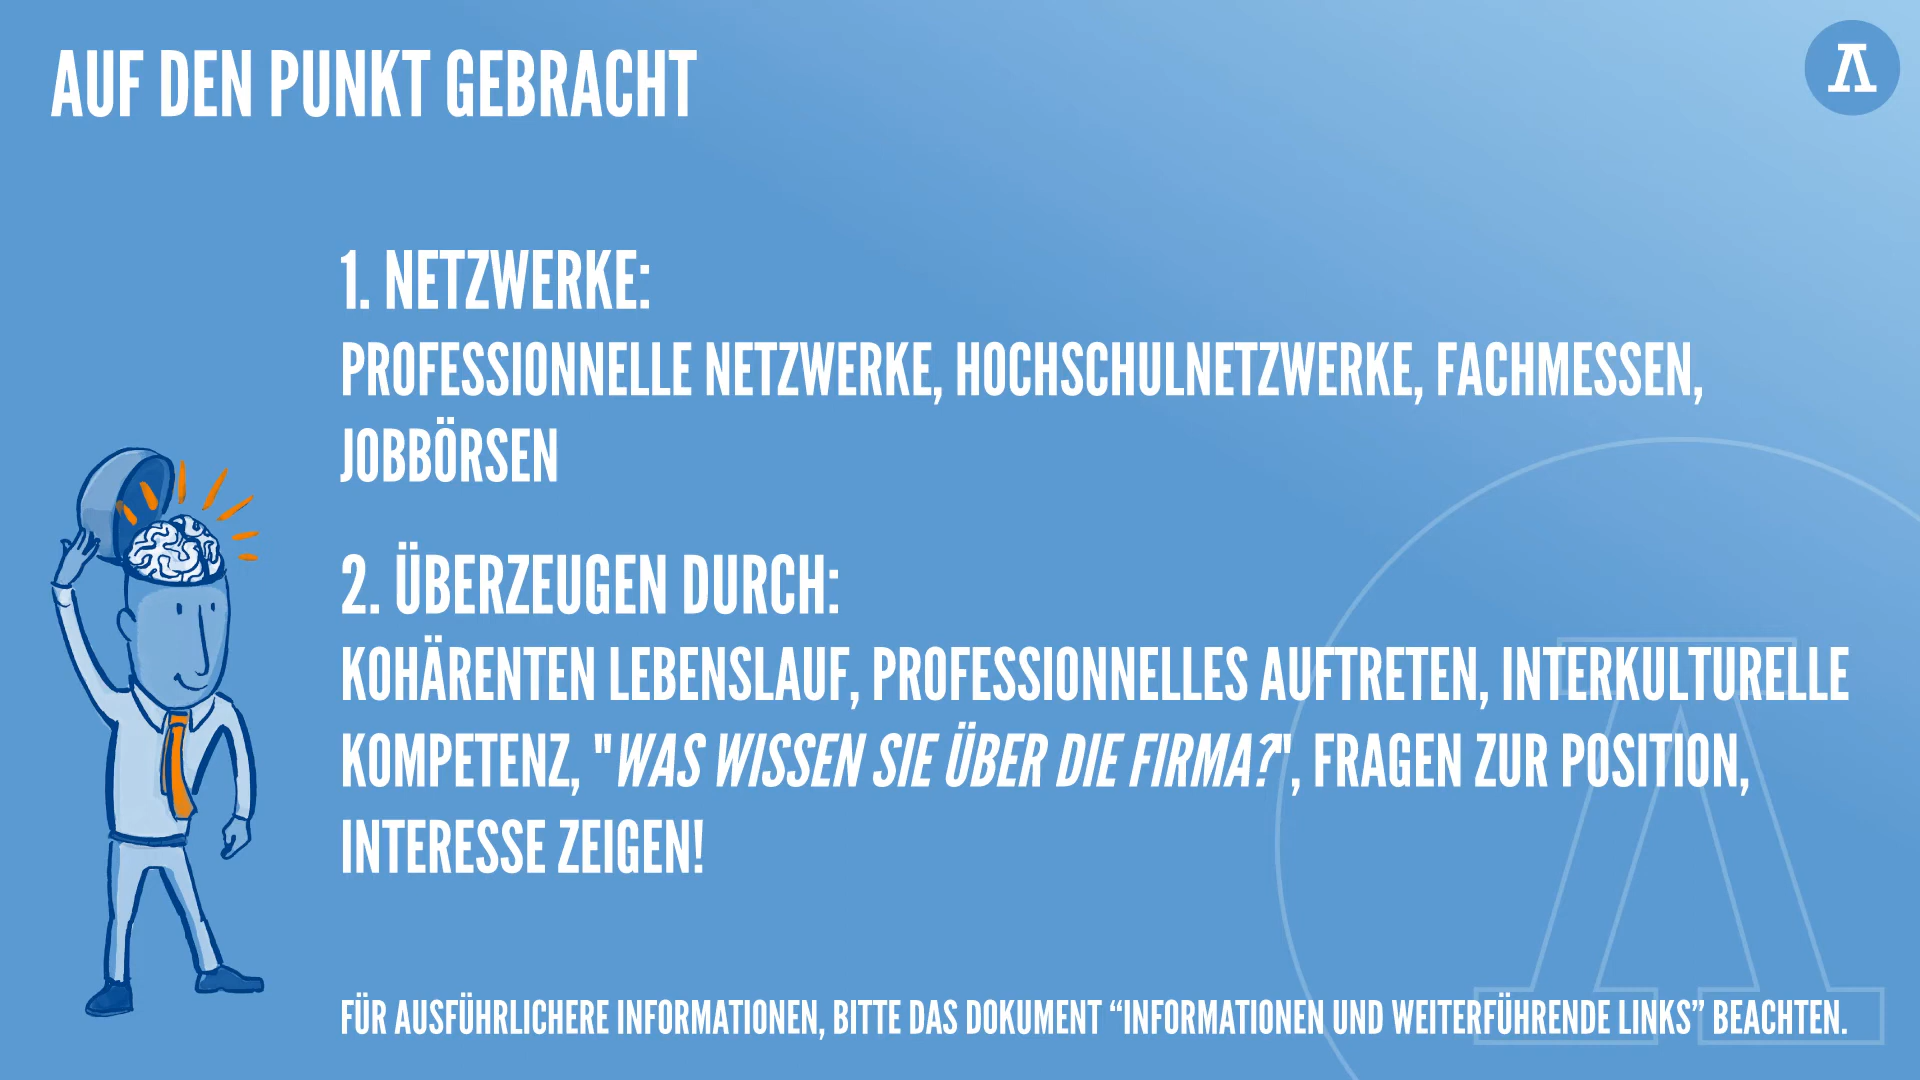 AUF DEN PUNKT GEBRACHT
1. NETZWERKE:
PROFESSIONNELLE NETZWERKE, HOCHSCHULNETZWERKE, FACHMESSEN,
JOBBÖRSEN
2. ÜBERZEUGEN DURCH:
KOHÄRENTEN LEBENSLAUF, PROFESSIONNELLES AUFTRETEN, INTERKULTURELLE
KOMPETENZ, "WAS WISSEN SIE ÜBER DIE FIRMA?", FRAGEN ZUR POSITION,
INTERESSE ZEIGEN!
FÜR AUSFÜHRLICHERE INFORMATIONEN, BITTE DAS DOKUMENT “INFORMATIONEN UND WEITERFÜHRENDE LINKS” BEACHTEN.